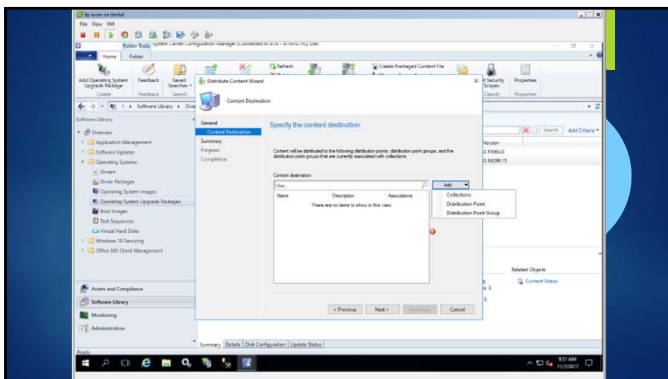 File View VM
Folder Tools System Center Configuration Manager (Connected to
Home Folder
Add Operating System Upgrade Package
Feedback
Saved Searches
Refresh
Create Prestaged Content File
Security Scopes
Properties
Create Feedback Search Classify Properties
\ Software Library
Software Library
Overview
Application Management
Software Updates
Operating Systems
Drivers
Driver Packages
Operating System Images
Operating System Upgrade Packages
Boot Images
Task Sequences
Virtual Hard Disks
Windows 10 Servicing
Office 365 Client Management
Assets and Compliance
Software Library
Monitoring
Administration
Ready
Distribute Content Wizard
Content Destination
General
Content Destination
Summary
Progress
Completion
Specify the content destination
Content will be distributed to the following distribution points, distribution point groups, and the
distribution point groups that are currently associated with collections.
Content destination:
Filter...
Add
Name Description Associations
There are no items to show in this view.
Collections
Distribution Point
Distribution Point Group
< Previous Next > Summary Cancel
Search Add Criteria
Version
Related Objects
Content Status
Summary Details Disk Configuration Update Status
9:51 AM
11/7/2017